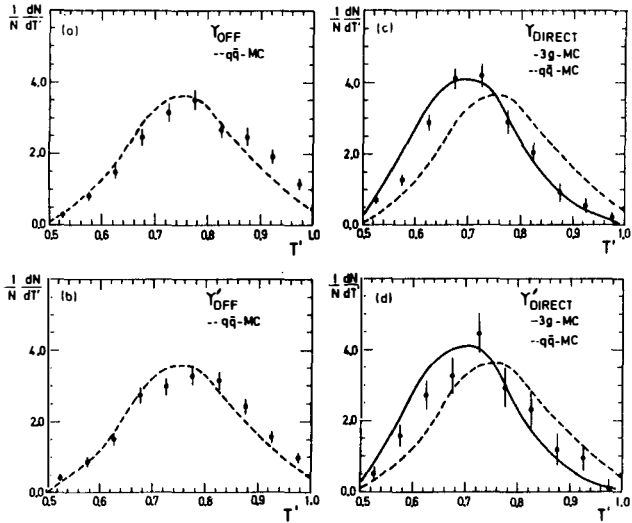 1/N dN/dT'
(a)
ϒOFF
--qq̄-MC
4.0
2.0
0.0
0,5 0,6 0,7 0,8 0,9 1,0
T'
1/N dN/dT'
(c)
ϒDIRECT
-3g-MC
--qq̄-MC
4.0
2.0
0.0
0,5 0,6 0,7 0,8 0,9 1,0
T'
1/N dN/dT'
(b)
ϒ'OFF
--qq̄-MC
4.0
2.0
0.0
0,5 0,6 0,7 0,8 0,9 1,0
T'
1/N dN/dT'
(d)
ϒ'DIRECT
-3g-MC
--qq̄-MC
4.0
2.0
0.0
0,5 0,6 0,7 0,8 0,9 1,0
T'